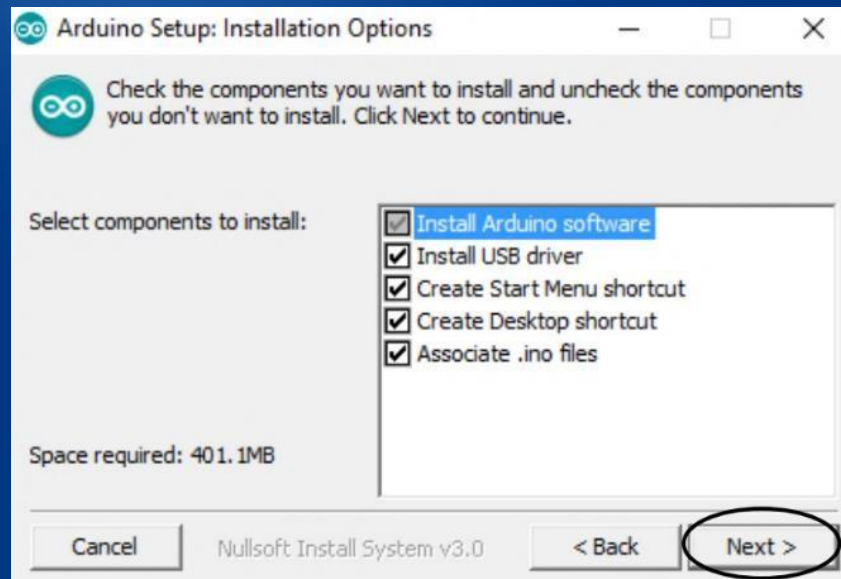 Arduino Setup: Installation Options
Check the components you want to install and uncheck the components
you don't want to install. Click Next to continue.
Select components to install:
Install Arduino software
Install USB driver
Create Start Menu shortcut
Create Desktop shortcut
Associate .ino files
Space required: 401.1MB
Cancel
Nullsoft Install System v3.0
< Back
Next >